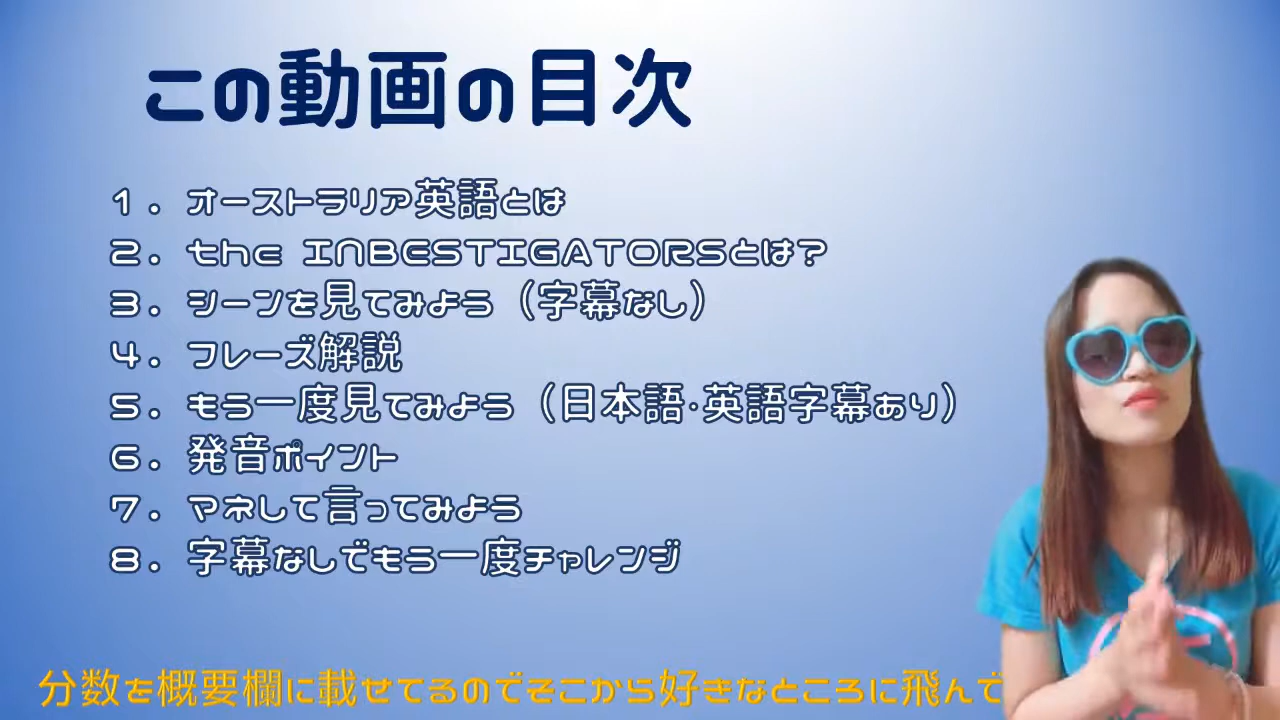 この動画の目次
1. オーストラリア英語とは
2. the INBESTIGATORSとは?
3. シーンを見てみよう（字幕なし）
4. フレーズ解説
5. もう一度見てみよう（日本語·英語字幕あり）
6. 発音ポイント
7. マネして言ってみよう
8. 字幕なしでもう一度チャレンジ
分数を概要欄に載せてるのでそこから好きなところに飛んで